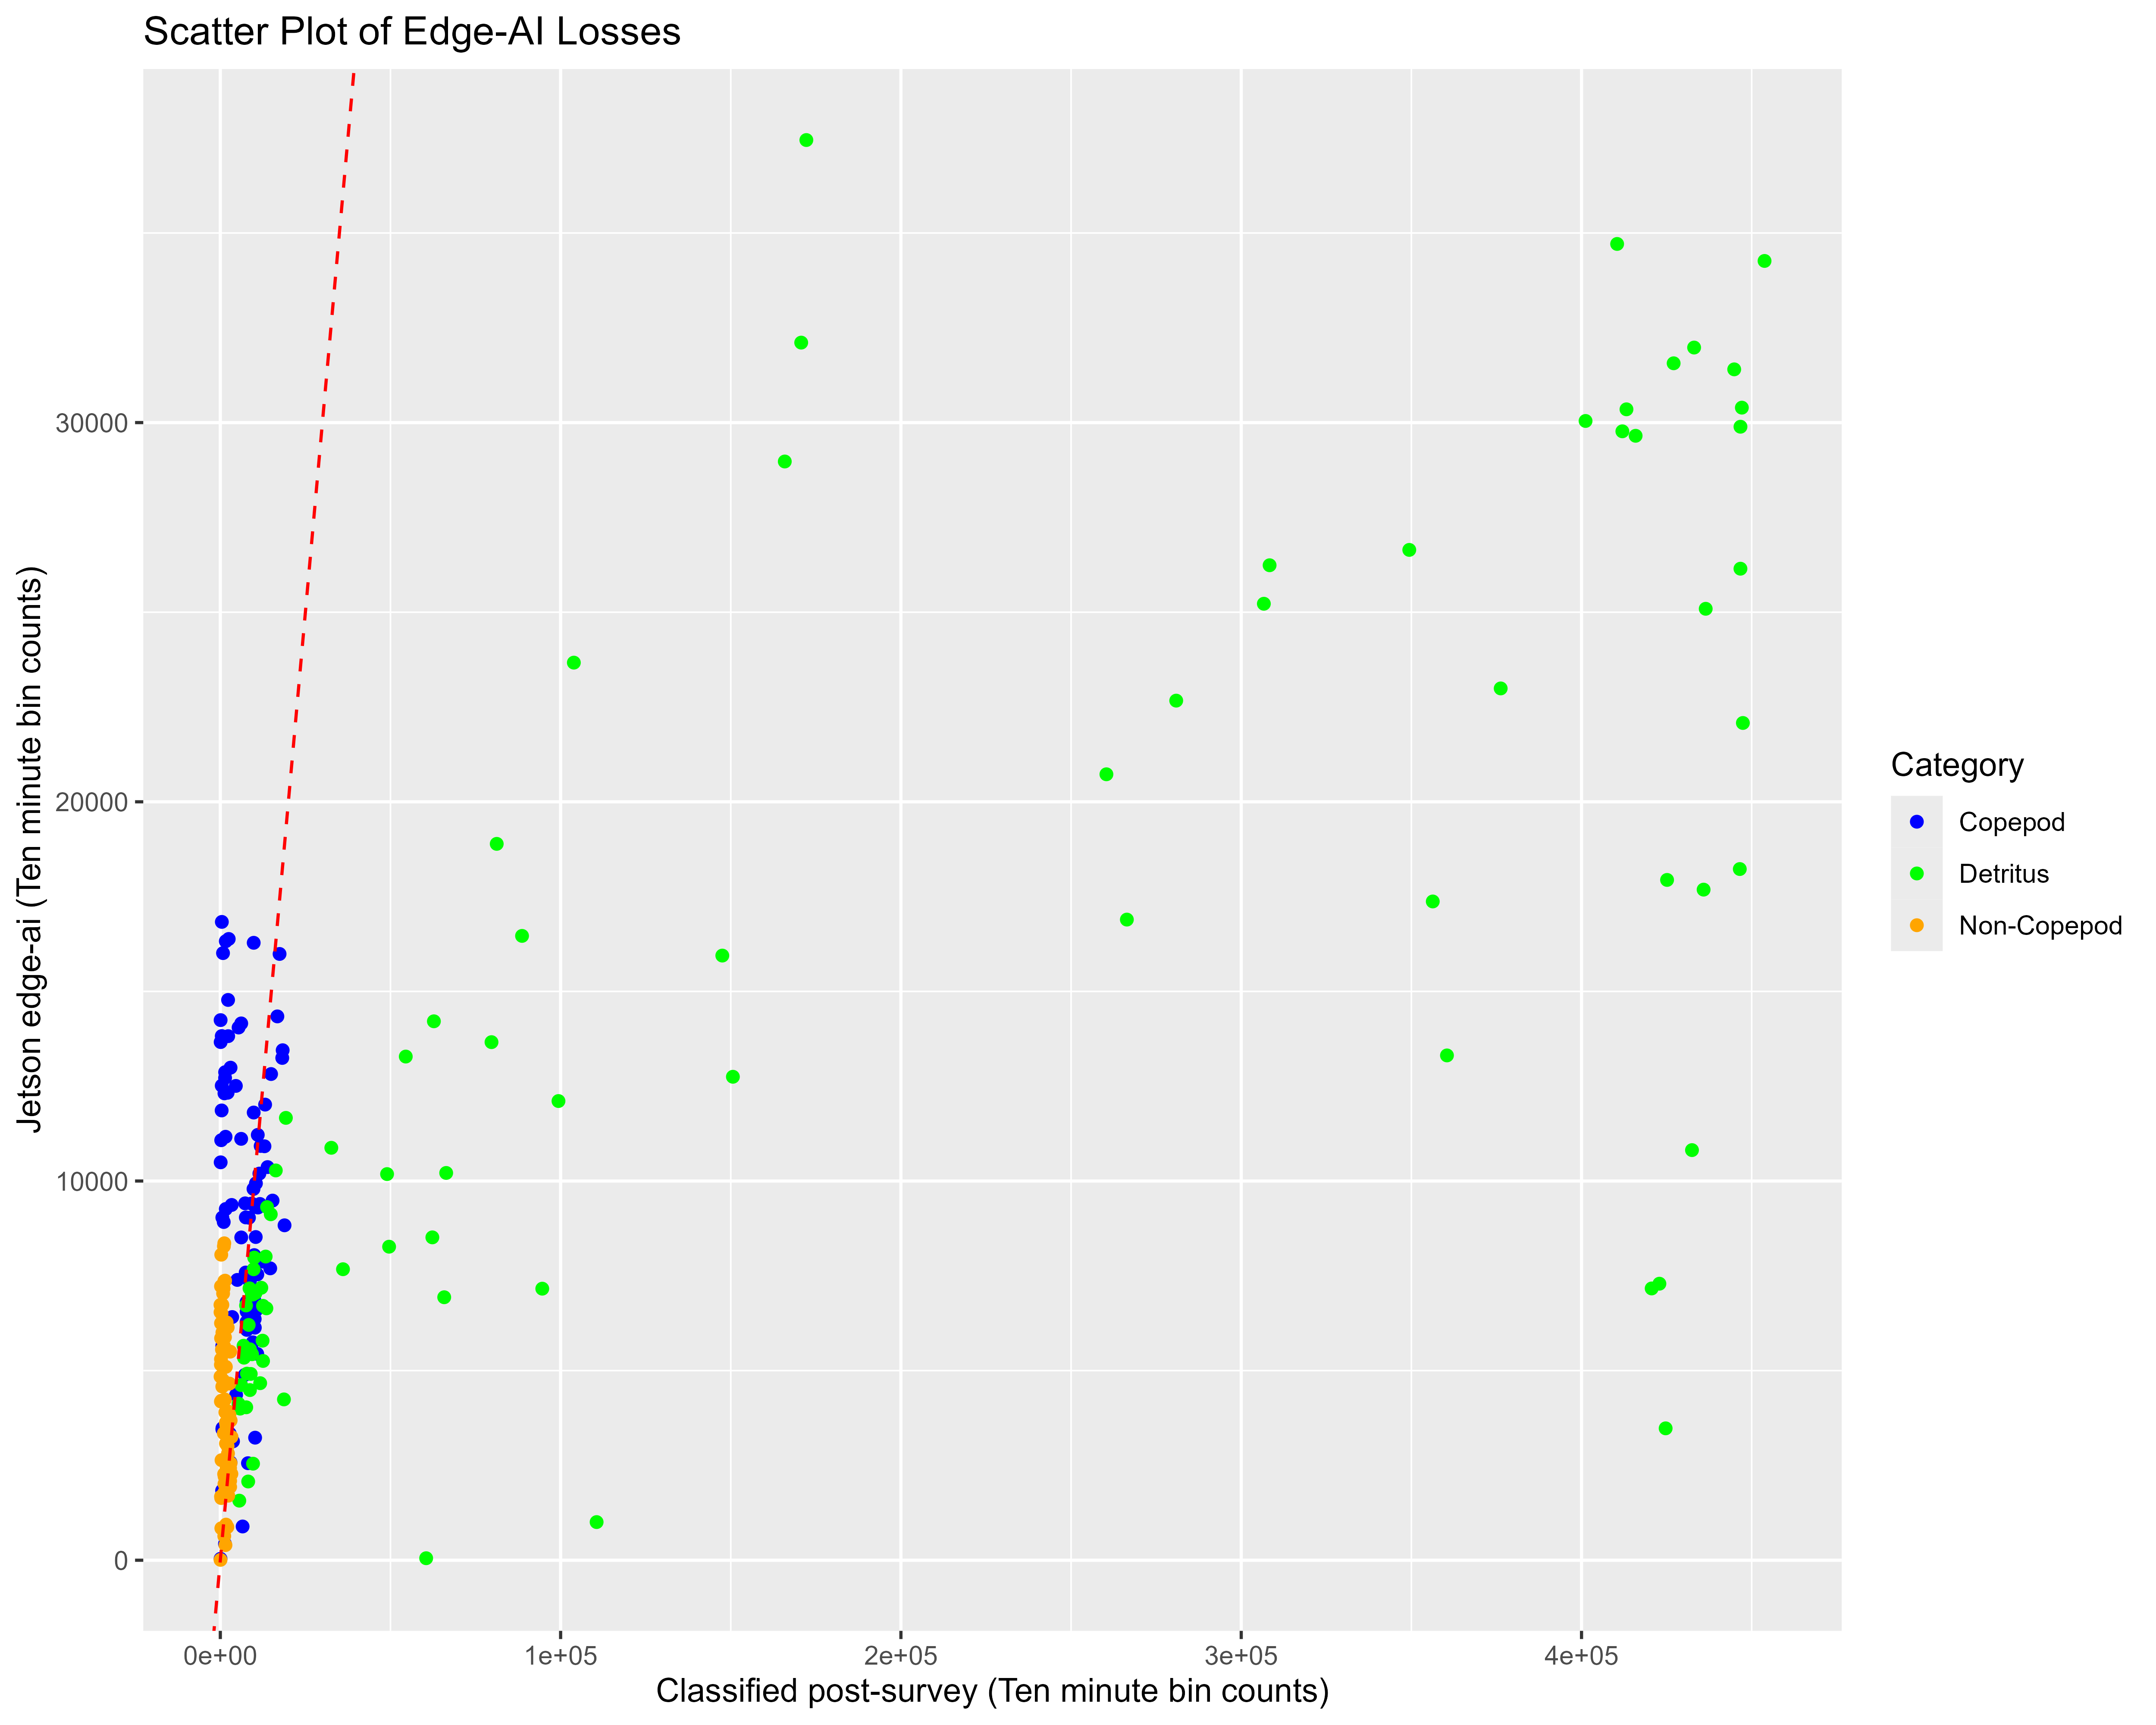 Scatter Plot of Edge-AI Losses
Jetson edge-ai (Ten minute bin counts)
30000
20000
10000
0
0e+00
1e+05
2e+05
3e+05
4e+05
Classified post-survey (Ten minute bin counts)
Category
Copepod
Detritus
Non-Copepod